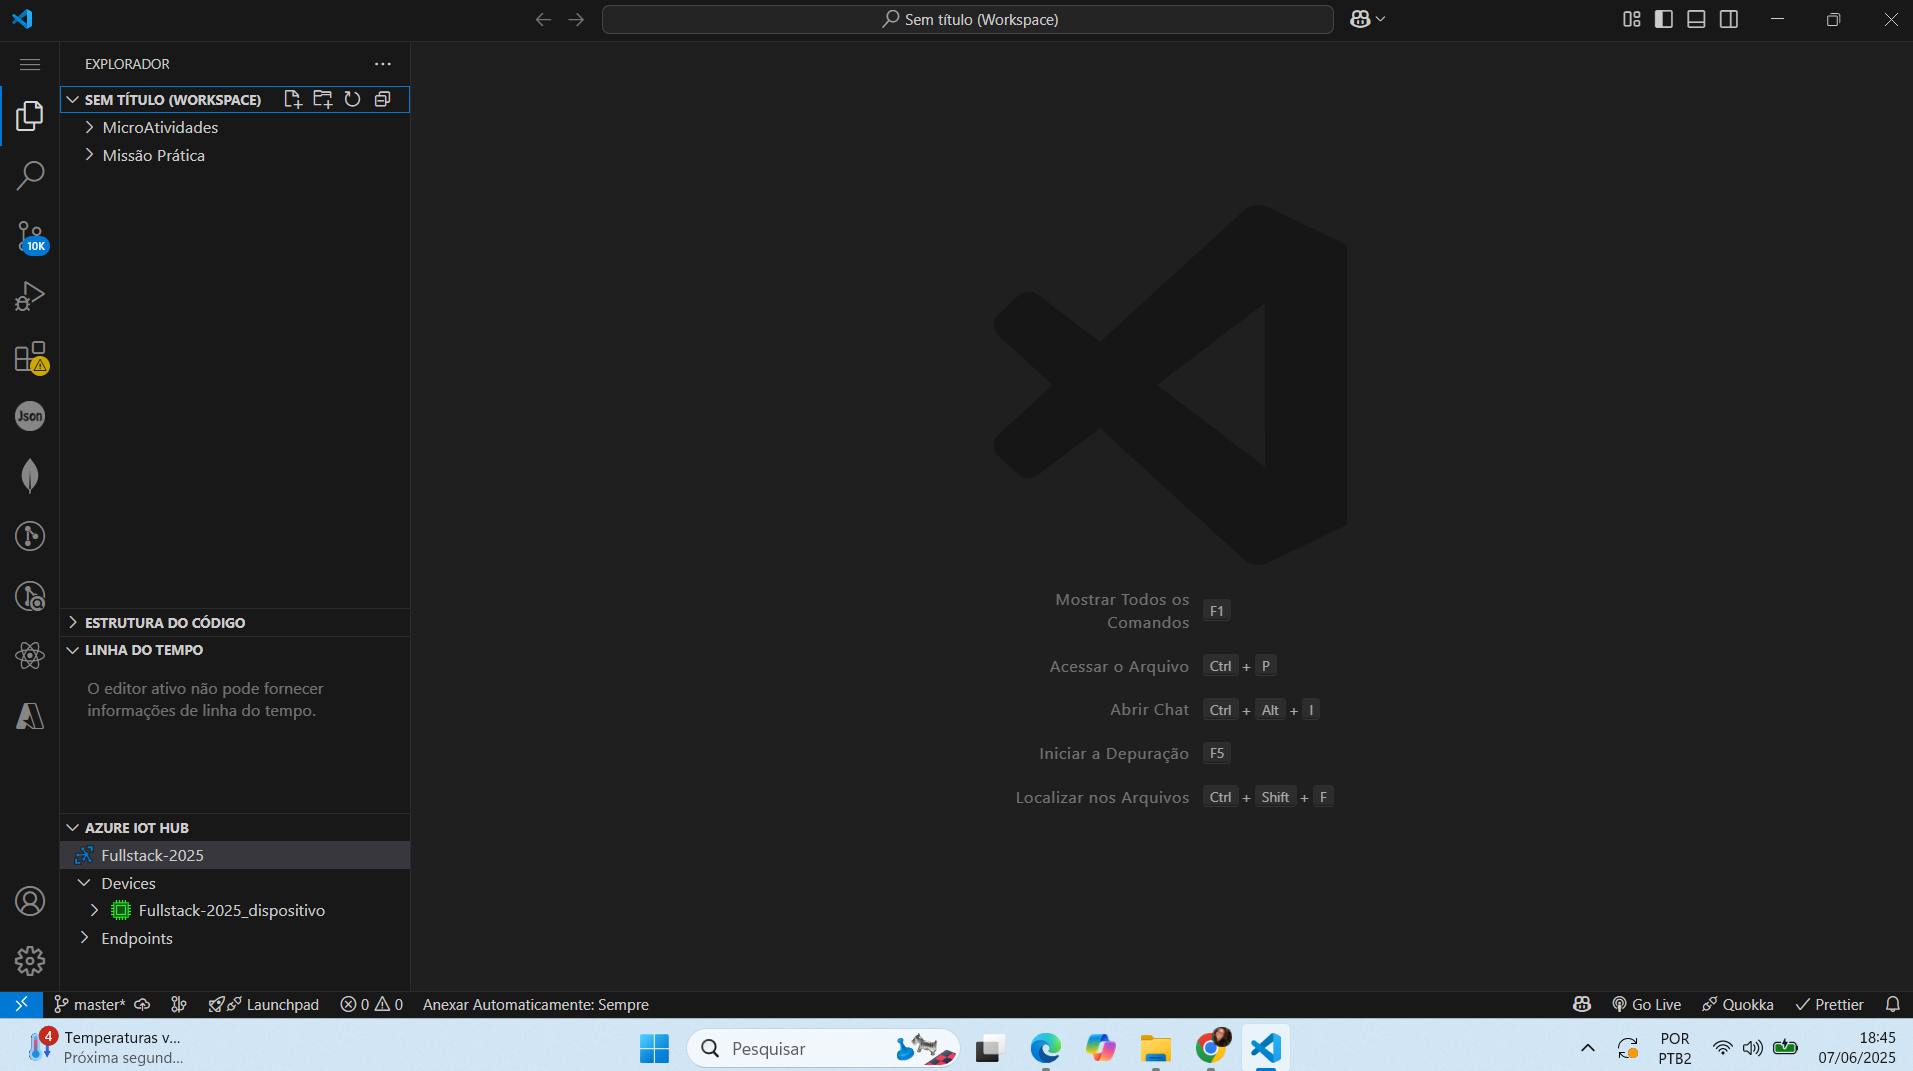 Sem título (Workspace)
EXPLORADOR
SEM TÍTULO (WORKSPACE)
MicroAtividades
Missão Prática
10K
Json
Mostrar Todos os
Comandos
F1
Acessar o Arquivo Ctrl + P
Abrir Chat Ctrl + Alt + I
Iniciar a Depuração F5
Localizar nos Arquivos Ctrl + Shift + F
ESTRUTURA DO CÓDIGO
LINHA DO TEMPO
O editor ativo não pode fornecer
informações de linha do tempo.
AZURE IOT HUB
Fullstack-2025
Devices
Fullstack-2025_dispositivo
Endpoints
master* Launchpad 0 0 Anexar Automaticamente: Sempre Go Live Quokka Prettier
4
Temperaturas v...
Próxima segund...
Pesquisar
POR
PTB2
18:45
07/06/2025